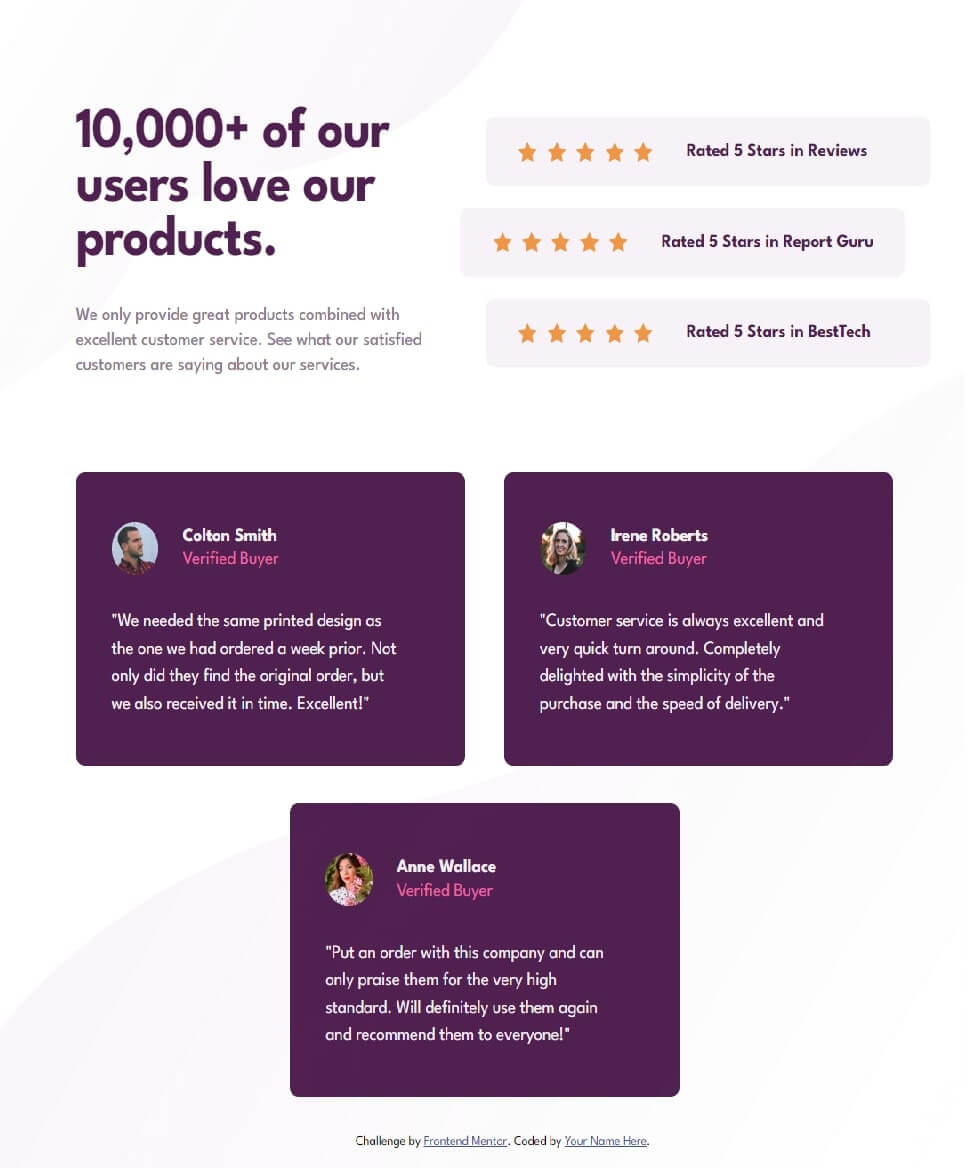 10,000+ of our
users love our
products.
We only provide great products combined with
excellent customer service. See what our satisfied
customers are saying about our services.
Rated 5 Stars in Reviews
Rated 5 Stars in Report Guru
Rated 5 Stars in BestTech
Colton Smith
Verified Buyer
"We needed the same printed design as
the one we had ordered a week prior. Not
only did they find the original order, but
we also received it in time. Excellent!"
Irene Roberts
Verified Buyer
"Customer service is always excellent and
very quick turn around. Completely
delighted with the simplicity of the
purchase and the speed of delivery."
Anne Wallace
Verified Buyer
"Put an order with this company and can
only praise them for the very high
standard. Will definitely use them again
and recommend them to everyone!"
Challenge by Frontend Mentor. Coded by Your Name Here.